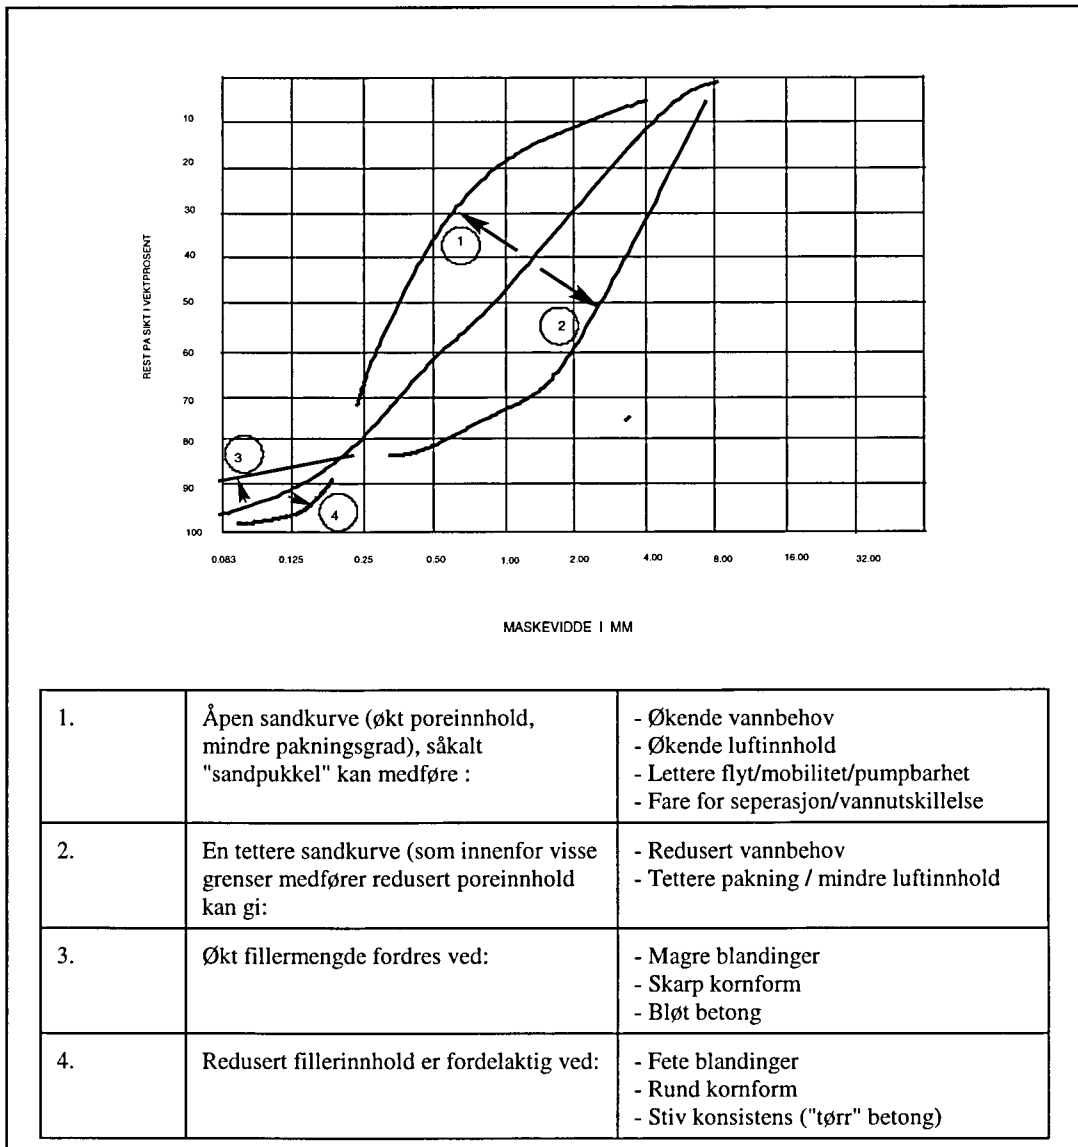 10
20
30
40
50
60
70
80
90
100
REST PA SIKT I VEKTPROSENT
1
2
3
4
0.083 0.125 0.25 0.50 1.00 2.00 4.00 8.00 16.00 32.00
MASKEVIDDE I MM
1.
Åpen sandkurve (økt poreinnhold,
mindre pakningsgrad), såkalt
"sandpukkel" kan medføre :
- Økende vannbehov
- Økende luftinnhold
- Lettere flyt/mobilitet/pumpbarhet
- Fare for seperasjon/vannutskillelse
2.
En tettere sandkurve (som innenfor visse
grenser medfører redusert poreinnhold
kan gi:
- Redusert vannbehov
- Tettere pakning / mindre luftinnhold
3.
Økt fillermengde fordres ved:
- Magre blandinger
- Skarp kornform
- Bløt betong
4.
Redusert fillerinnhold er fordelaktig ved:
- Fete blandinger
- Rund kornform
- Stiv konsistens ("tørr" betong)